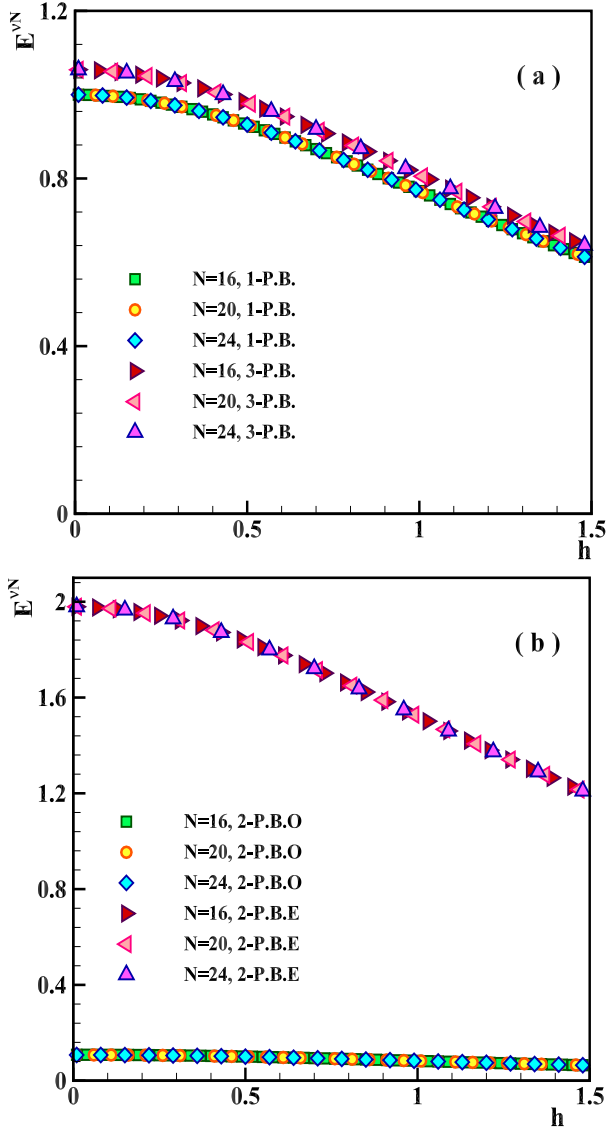 E^νN
1.2
( a )
0.8
N=16, 1-P.B.
N=20, 1-P.B.
N=24, 1-P.B.
N=16, 3-P.B.
N=20, 3-P.B.
N=24, 3-P.B.
0.4
0
0 0.5 1 1.5
h
E^νN
2
( b )
1.6
1.2
N=16, 2-P.B.O
N=20, 2-P.B.O
N=24, 2-P.B.O
N=16, 2-P.B.E
N=20, 2-P.B.E
N=24, 2-P.B.E
0.8
0.4
0
0 0.5 1 1.5
h